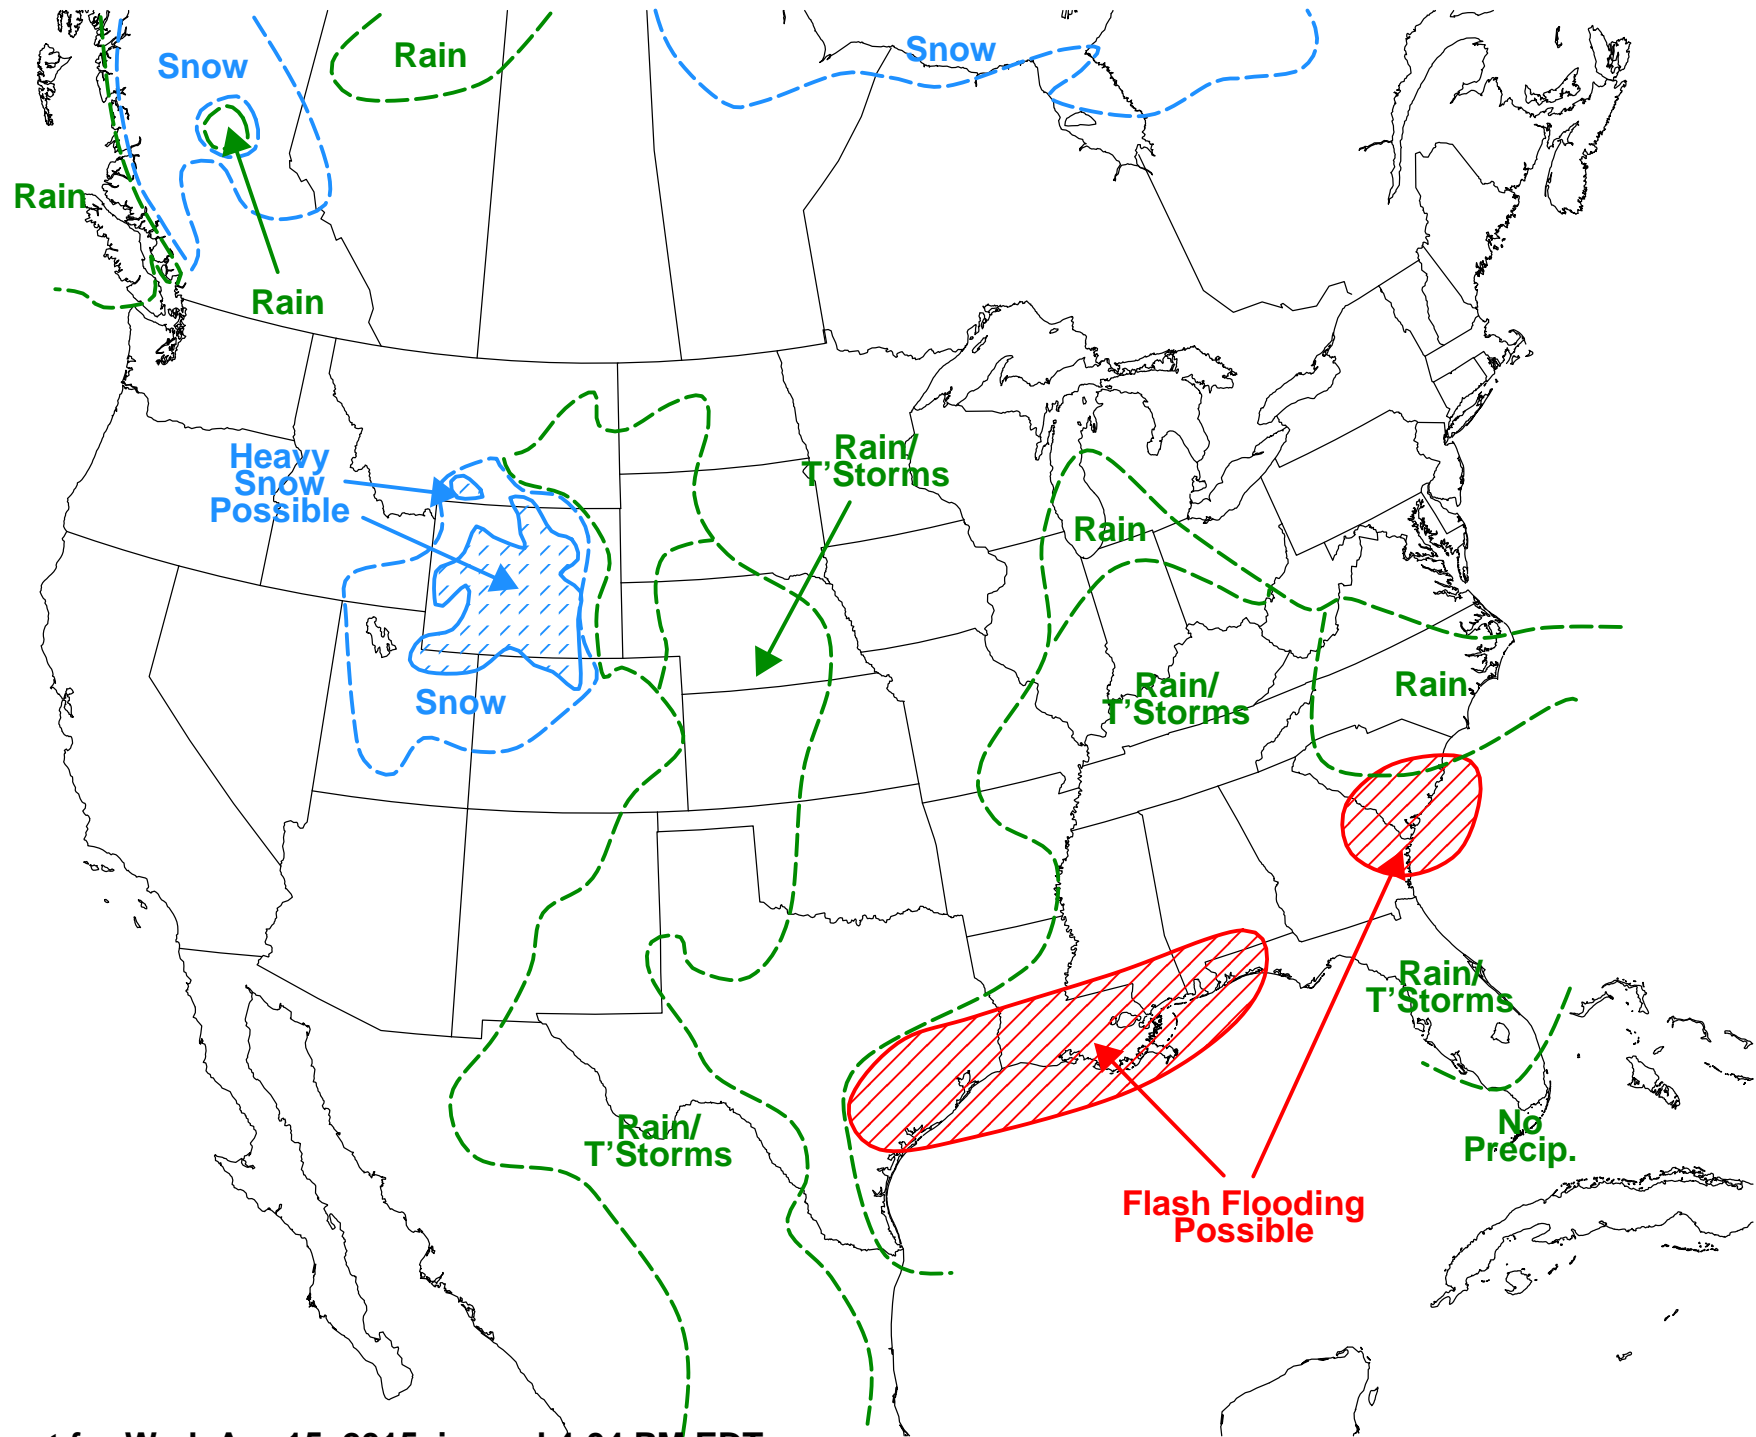 Snow
Rain
Snow
Rain
Rain
Heavy
Snow
Possible
Rain/
T'Storms
Rain
Snow
Rain/
T'Storms
Rain
Rain/
T'Storms
Rain/
T'Storms
No
Precip.
Flash Flooding
Possible